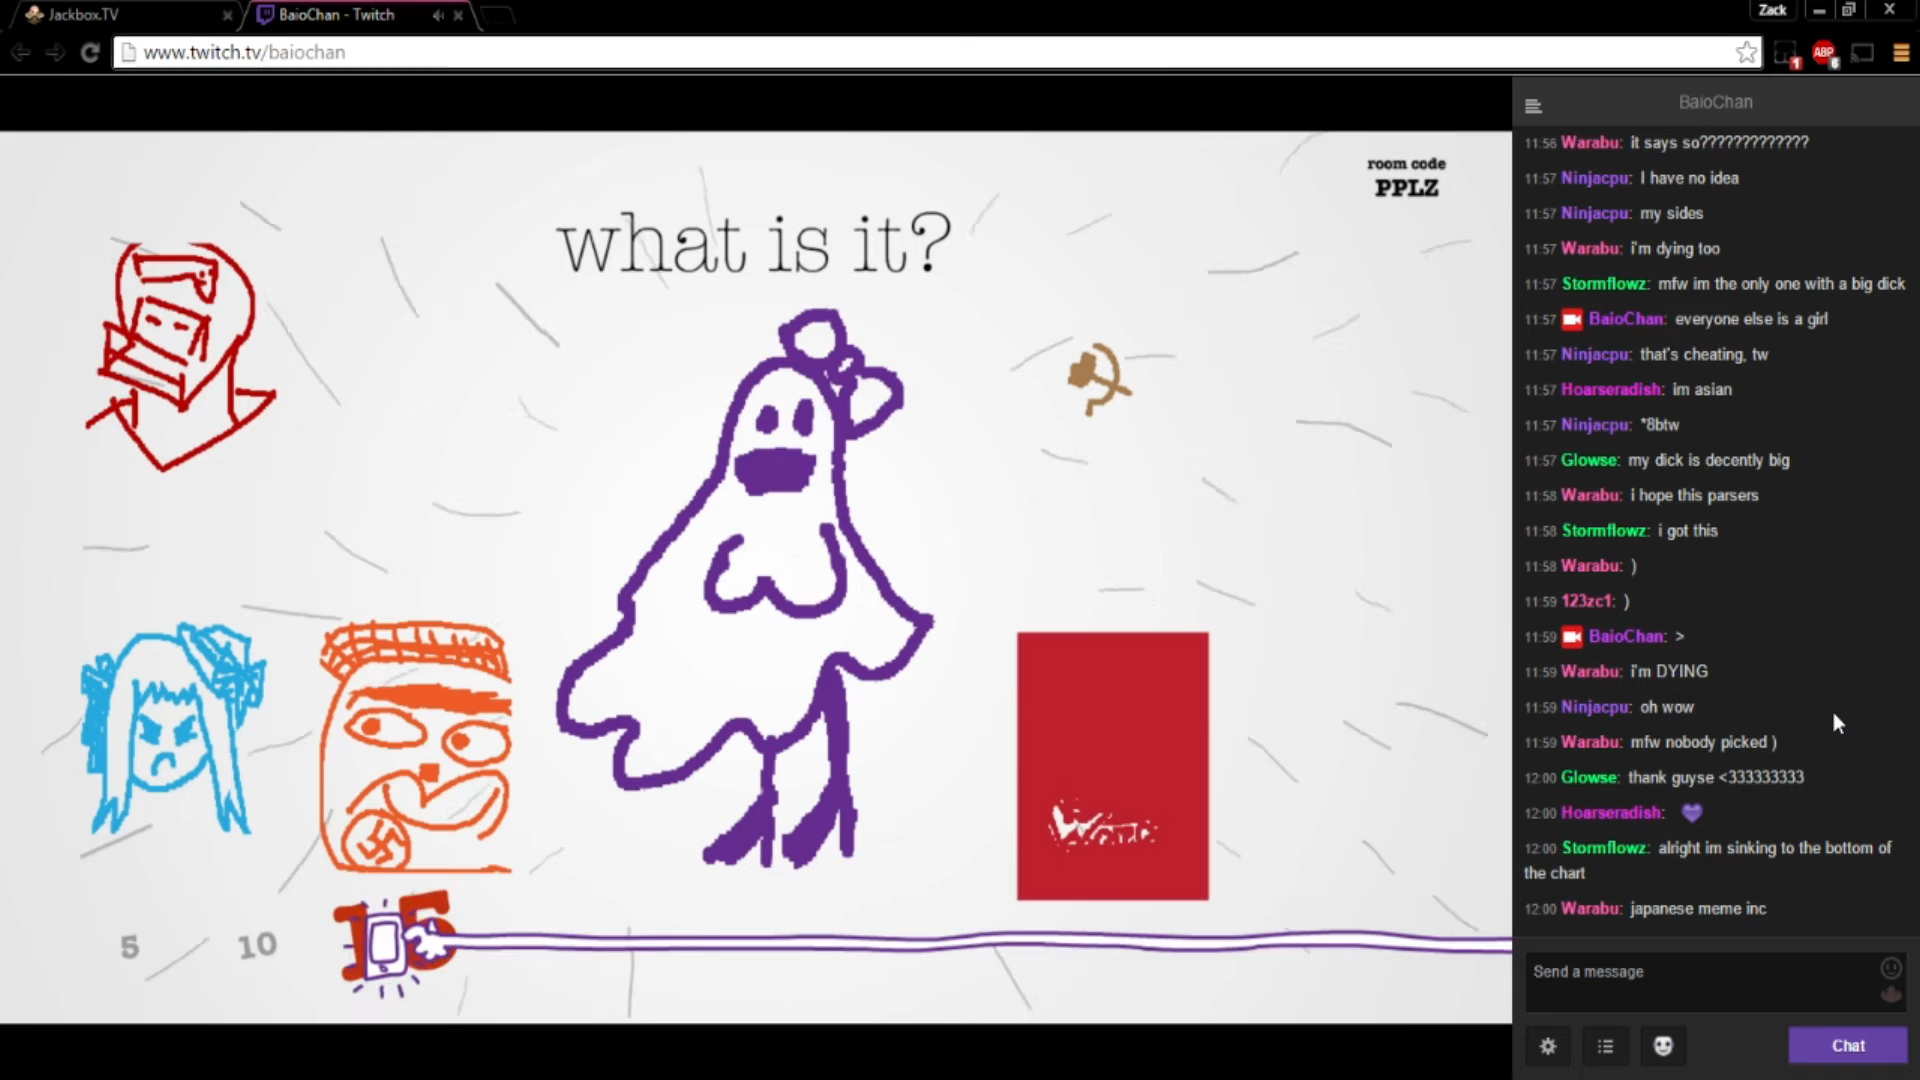 Jackbox.TV
BaioChan - Twitch
Zack
www.twitch.tv/baiochan
1
ABP
6
room code
PPLZ
what is it?
5
10
15
BaioChan
11:56 Warabu: it says so?????????????
11:57 Ninjacpu: I have no idea
11:57 Ninjacpu: my sides
11:57 Warabu: i'm dying too
11:57 Stormflowz: mfw im the only one with a big dick
11:57 BaioChan: everyone else is a girl
11:57 Ninjacpu: that's cheating, tw
11:57 Hoarseradish: im asian
11:57 Ninjacpu: *8btw
11:57 Glowse: my dick is decently big
11:58 Warabu: i hope this parsers
11:58 Stormflowz: i got this
11:58 Warabu: )
11:59 123zc1: )
11:59 BaioChan: >
11:59 Warabu: i'm DYING
11:59 Ninjacpu: oh wow
11:59 Warabu: mfw nobody picked )
12:00 Glowse: thank guyse <333333333
12:00 Hoarseradish:
12:00 Stormflowz: alright im sinking to the bottom of
the chart
12:00 Warabu: japanese meme inc
Send a message
Chat